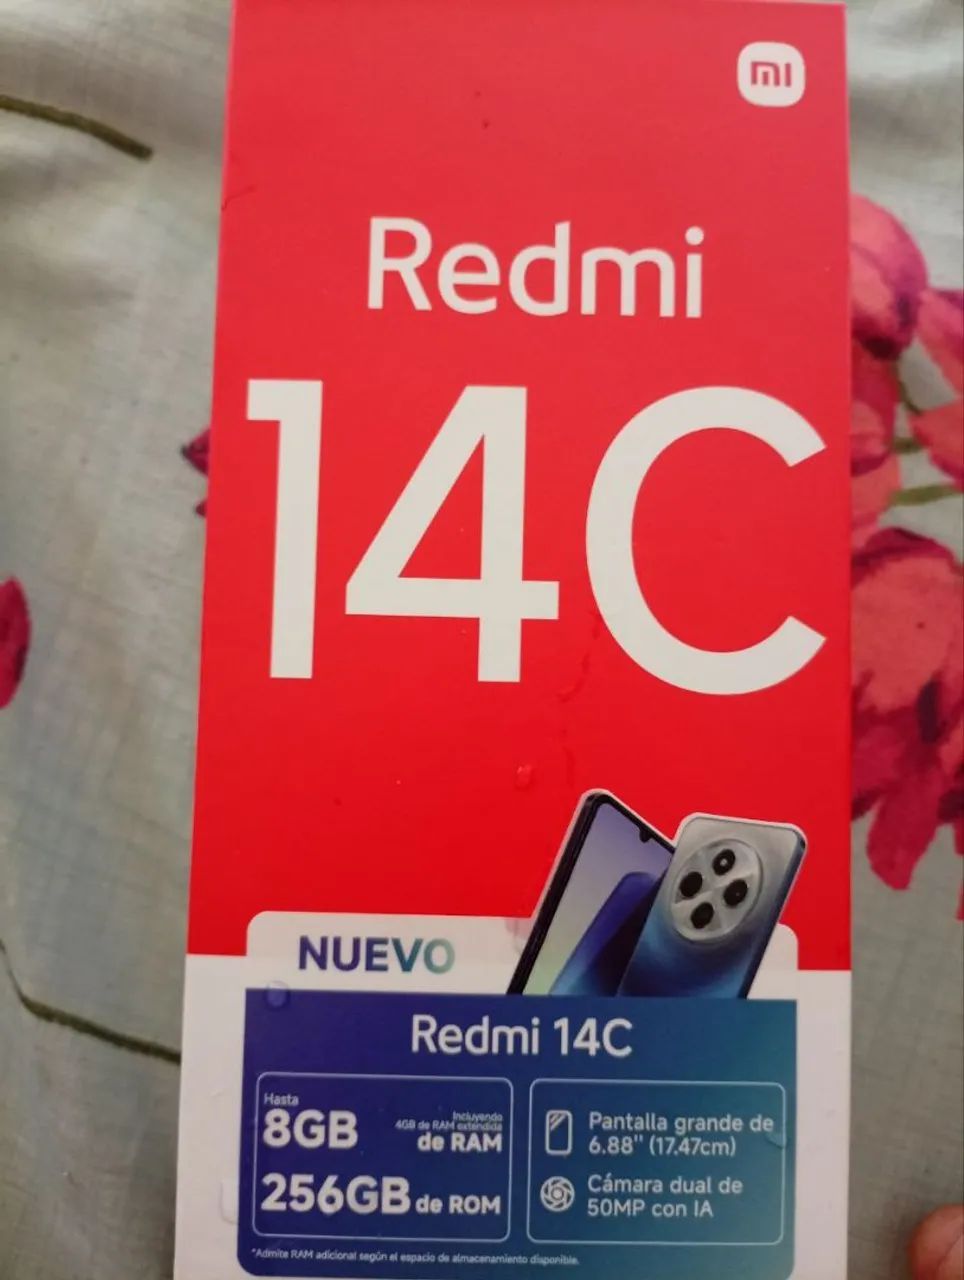 mi
Redmi
14C
NUEVO
Redmi 14C
Hasta
8GB
Incluyendo
4GB de RAM extendida
de RAM
256GB de ROM
Pantalla grande de
6.88" (17.47cm)
Cámara dual de
50MP con IA
*Admite RAM adicional según el espacio de almacenamiento disponible.